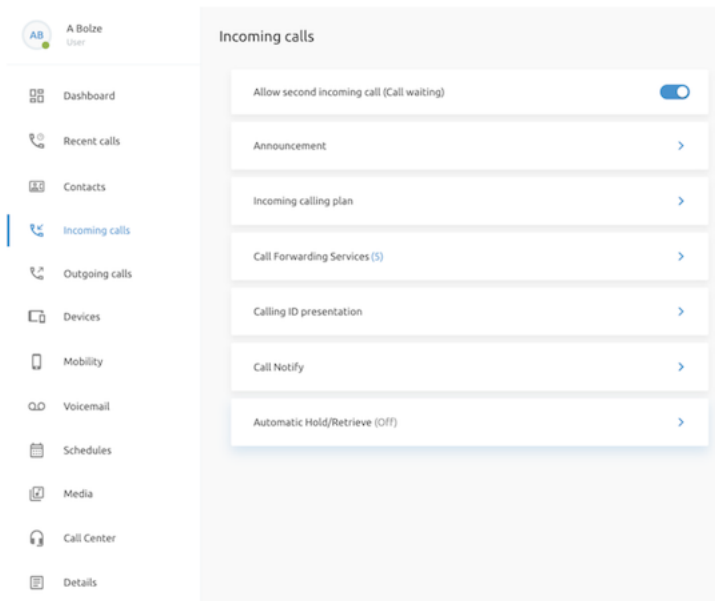 AB
A Bolze
User
Dashboard
Recent calls
Contacts
Incoming calls
Outgoing calls
Devices
Mobility
Voicemail
Schedules
Media
Call Center
Details
Incoming calls
Allow second incoming call (Call waiting)
Announcement
Incoming calling plan
Call Forwarding Services (5)
Calling ID presentation
Call Notify
Automatic Hold/Retrieve (Off)